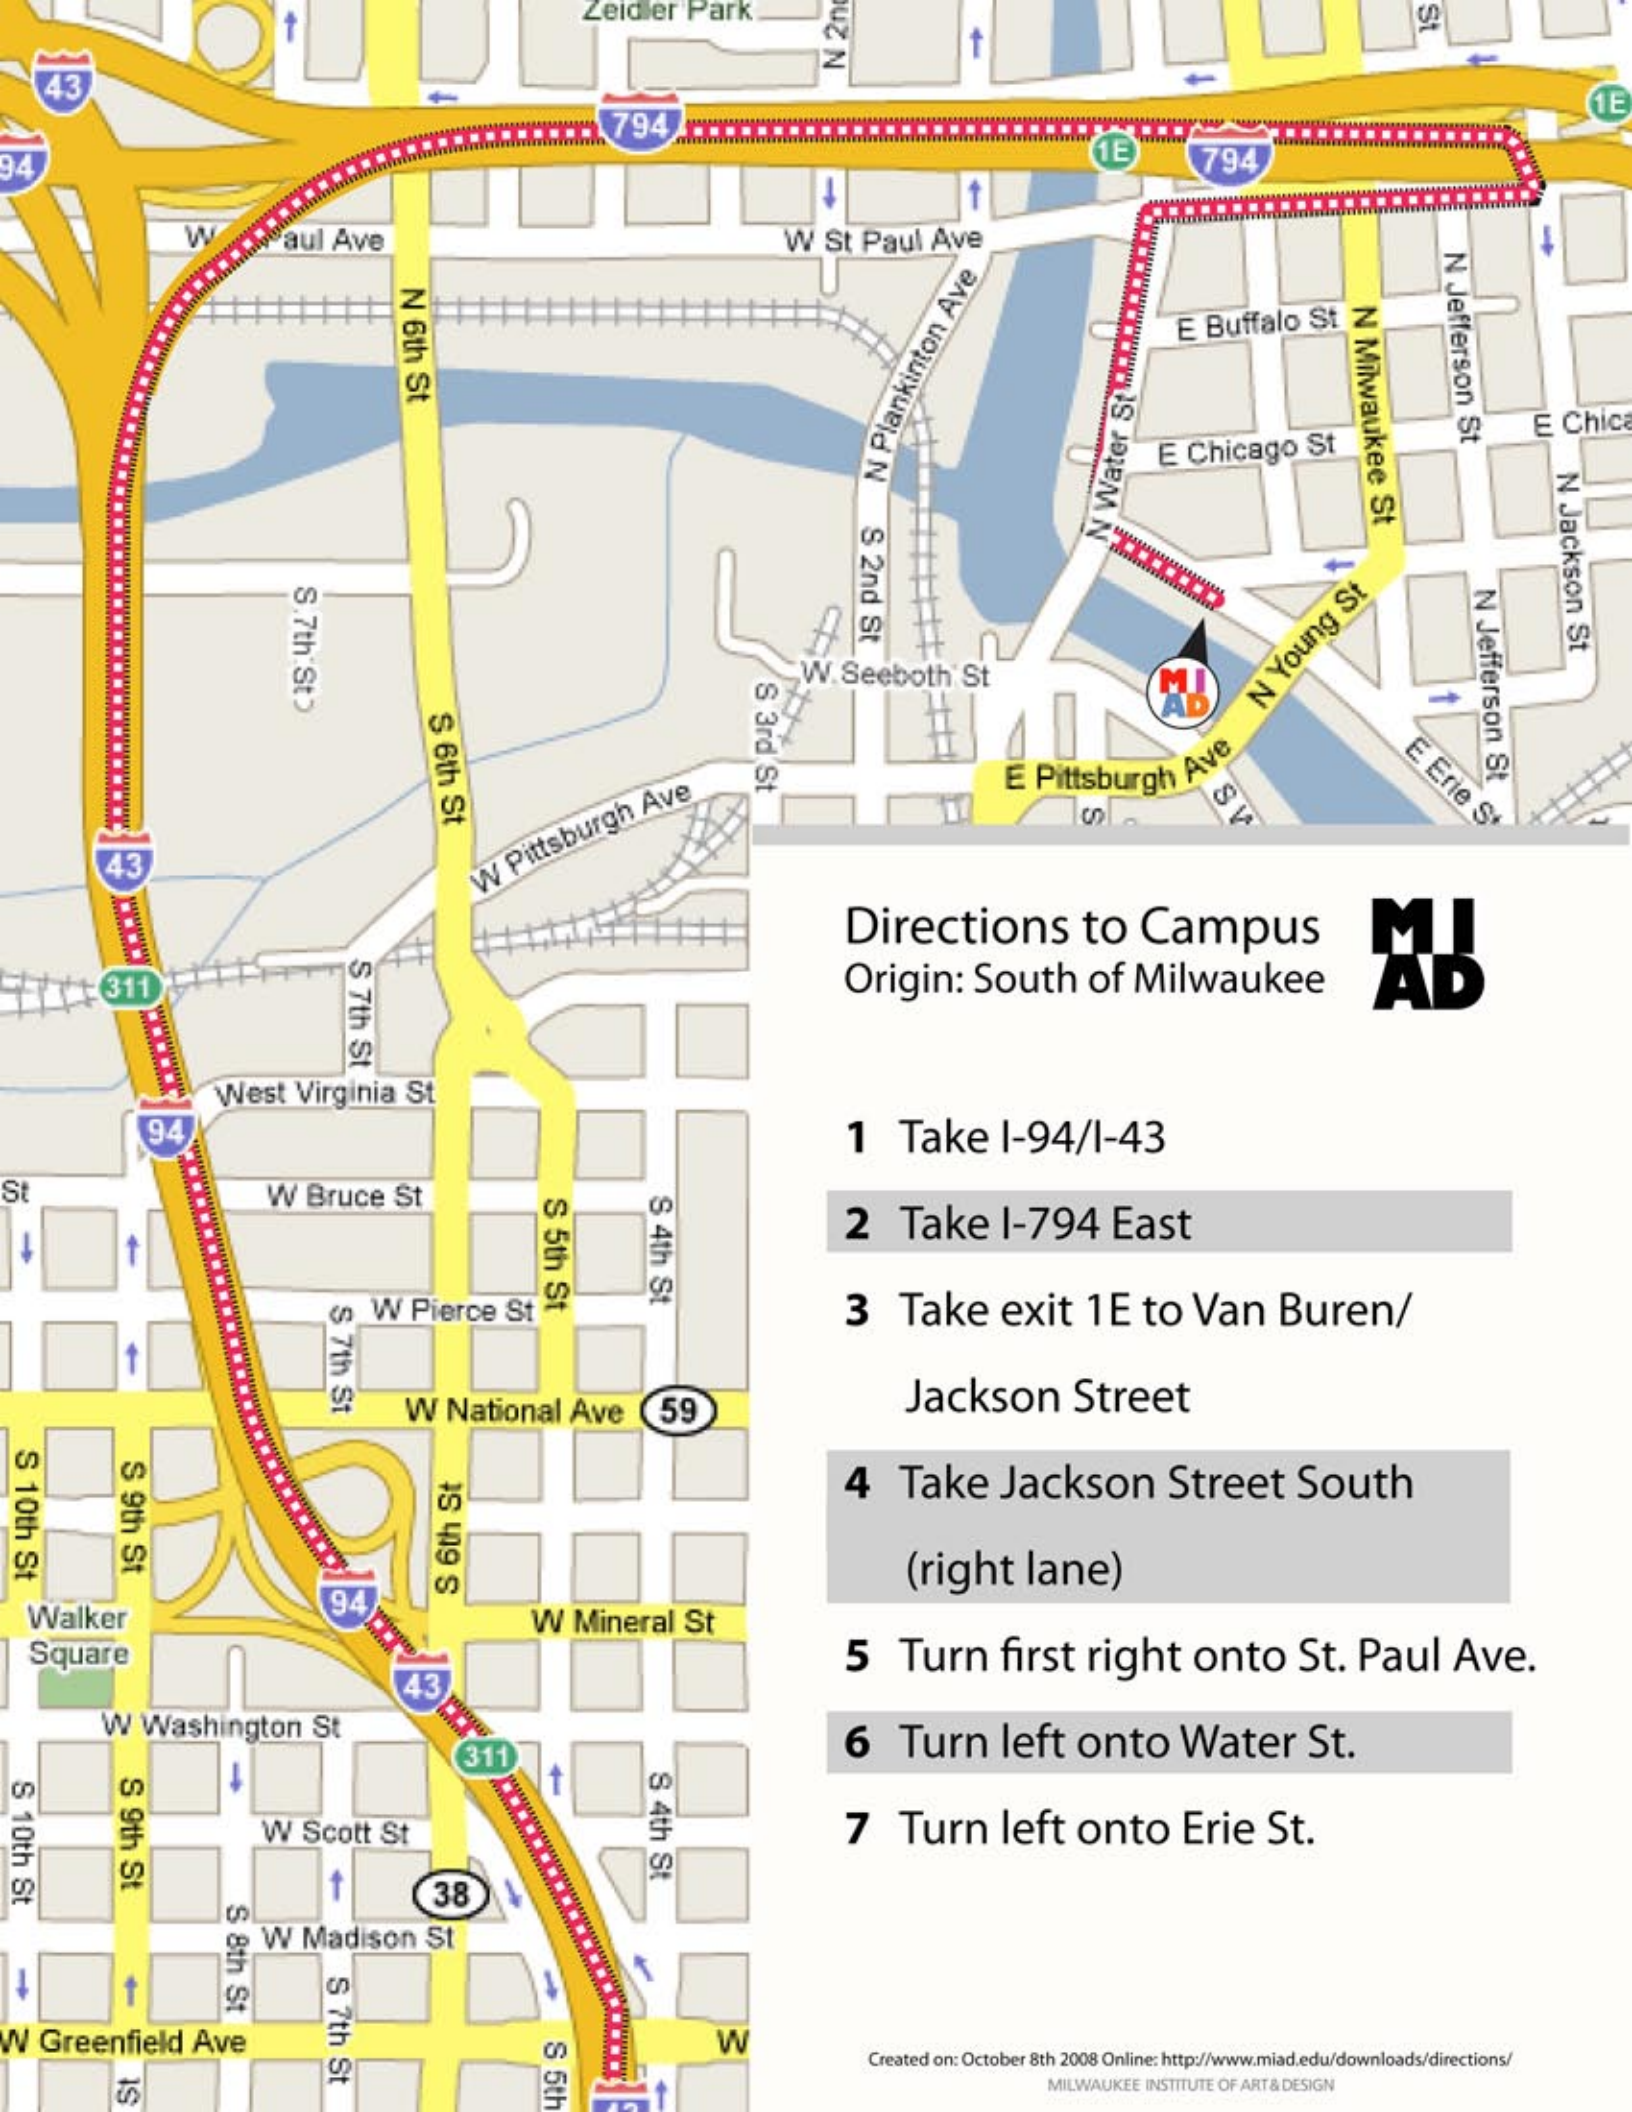 Zeidler Park
N 2nd
St
43
794
1E
94
1E
794
W
aul Ave
W St Paul Ave
N 6th St
N Plankinton Ave
E Buffalo St
N Milwaukee St
N Jefferson St
N Water St
E Chicago St
E Chica
N Jackson St
S 2nd St
S 7th St
W Seeboth St
N Young St
N Jefferson St
MI
AD
S 3rd St
S 6th St
E Pittsburgh Ave
S
S W
E Erie St
W Pittsburgh Ave
43
311
S 7th St
West Virginia St
94
St
W Bruce St
S 5th St
S 4th St
W Pierce St
S 7th St
W National Ave
59
S 10th St
S 9th St
S 6th St
94
Walker
Square
W Mineral St
43
W Washington St
311
S 10th St
S 9th St
S 4th St
W Scott St
38
S 8th St
W Madison St
S 7th St
W Greenfield Ave
W
S 5th
St
43
Directions to Campus
Origin: South of Milwaukee
MI
AD
1 Take I-94/I-43
2 Take I-794 East
3 Take exit 1E to Van Buren/
Jackson Street
4 Take Jackson Street South
(right lane)
5 Turn first right onto St. Paul Ave.
6 Turn left onto Water St.
7 Turn left onto Erie St.
Created on: October 8th 2008 Online: http://www.miad.edu/downloads/directions/
MILWAUKEE INSTITUTE OF ART & DESIGN